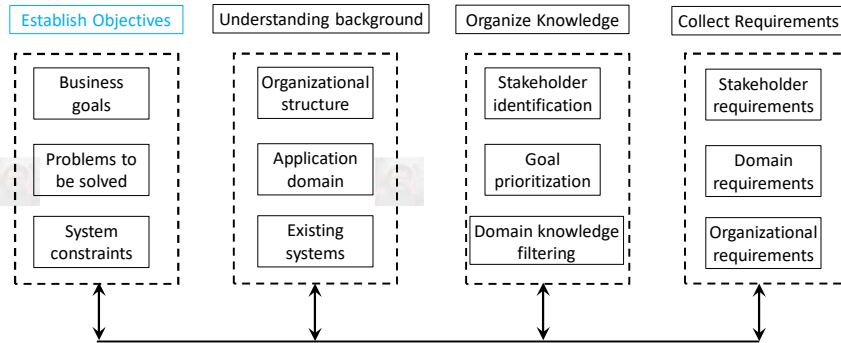 Establish Objectives
Understanding background
Organize Knowledge
Collect Requirements
Business
goals
Problems to
be solved
System
constraints
Organizational
structure
Application
domain
Existing
systems
Stakeholder
identification
Goal
prioritization
Domain knowledge
filtering
Stakeholder
requirements
Domain
requirements
Organizational
requirements